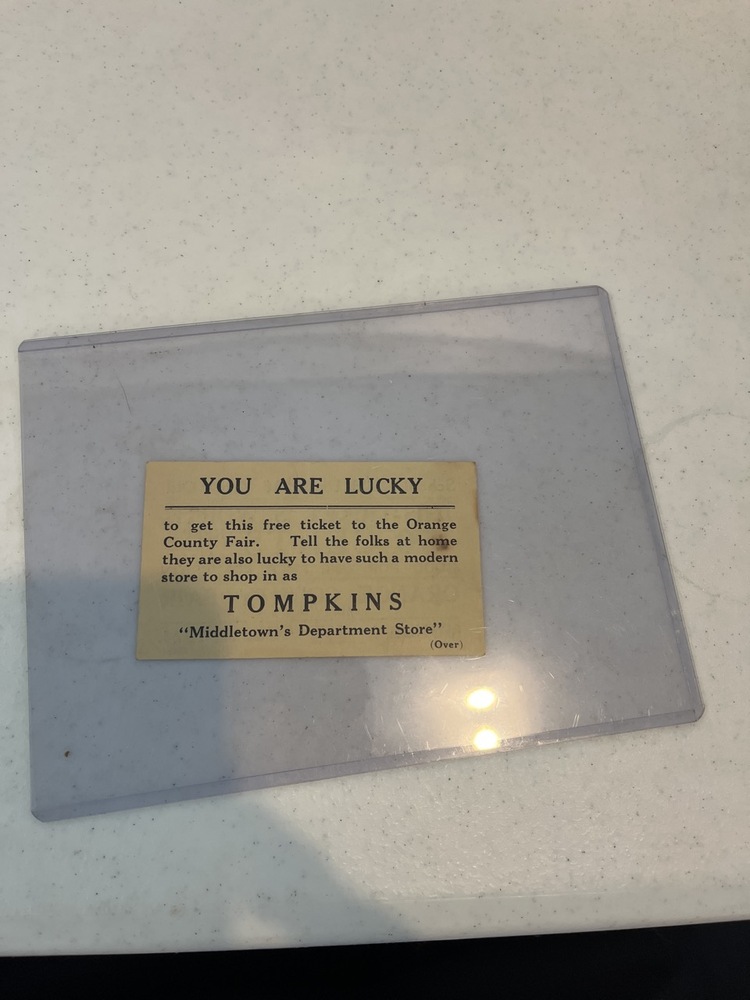 YOU ARE LUCKY
to get this free ticket to the Orange
County Fair. Tell the folks at home
they are also lucky to have such a modern
store to shop in as
TOMPKINS
“Middletown's Department Store”
(Over)